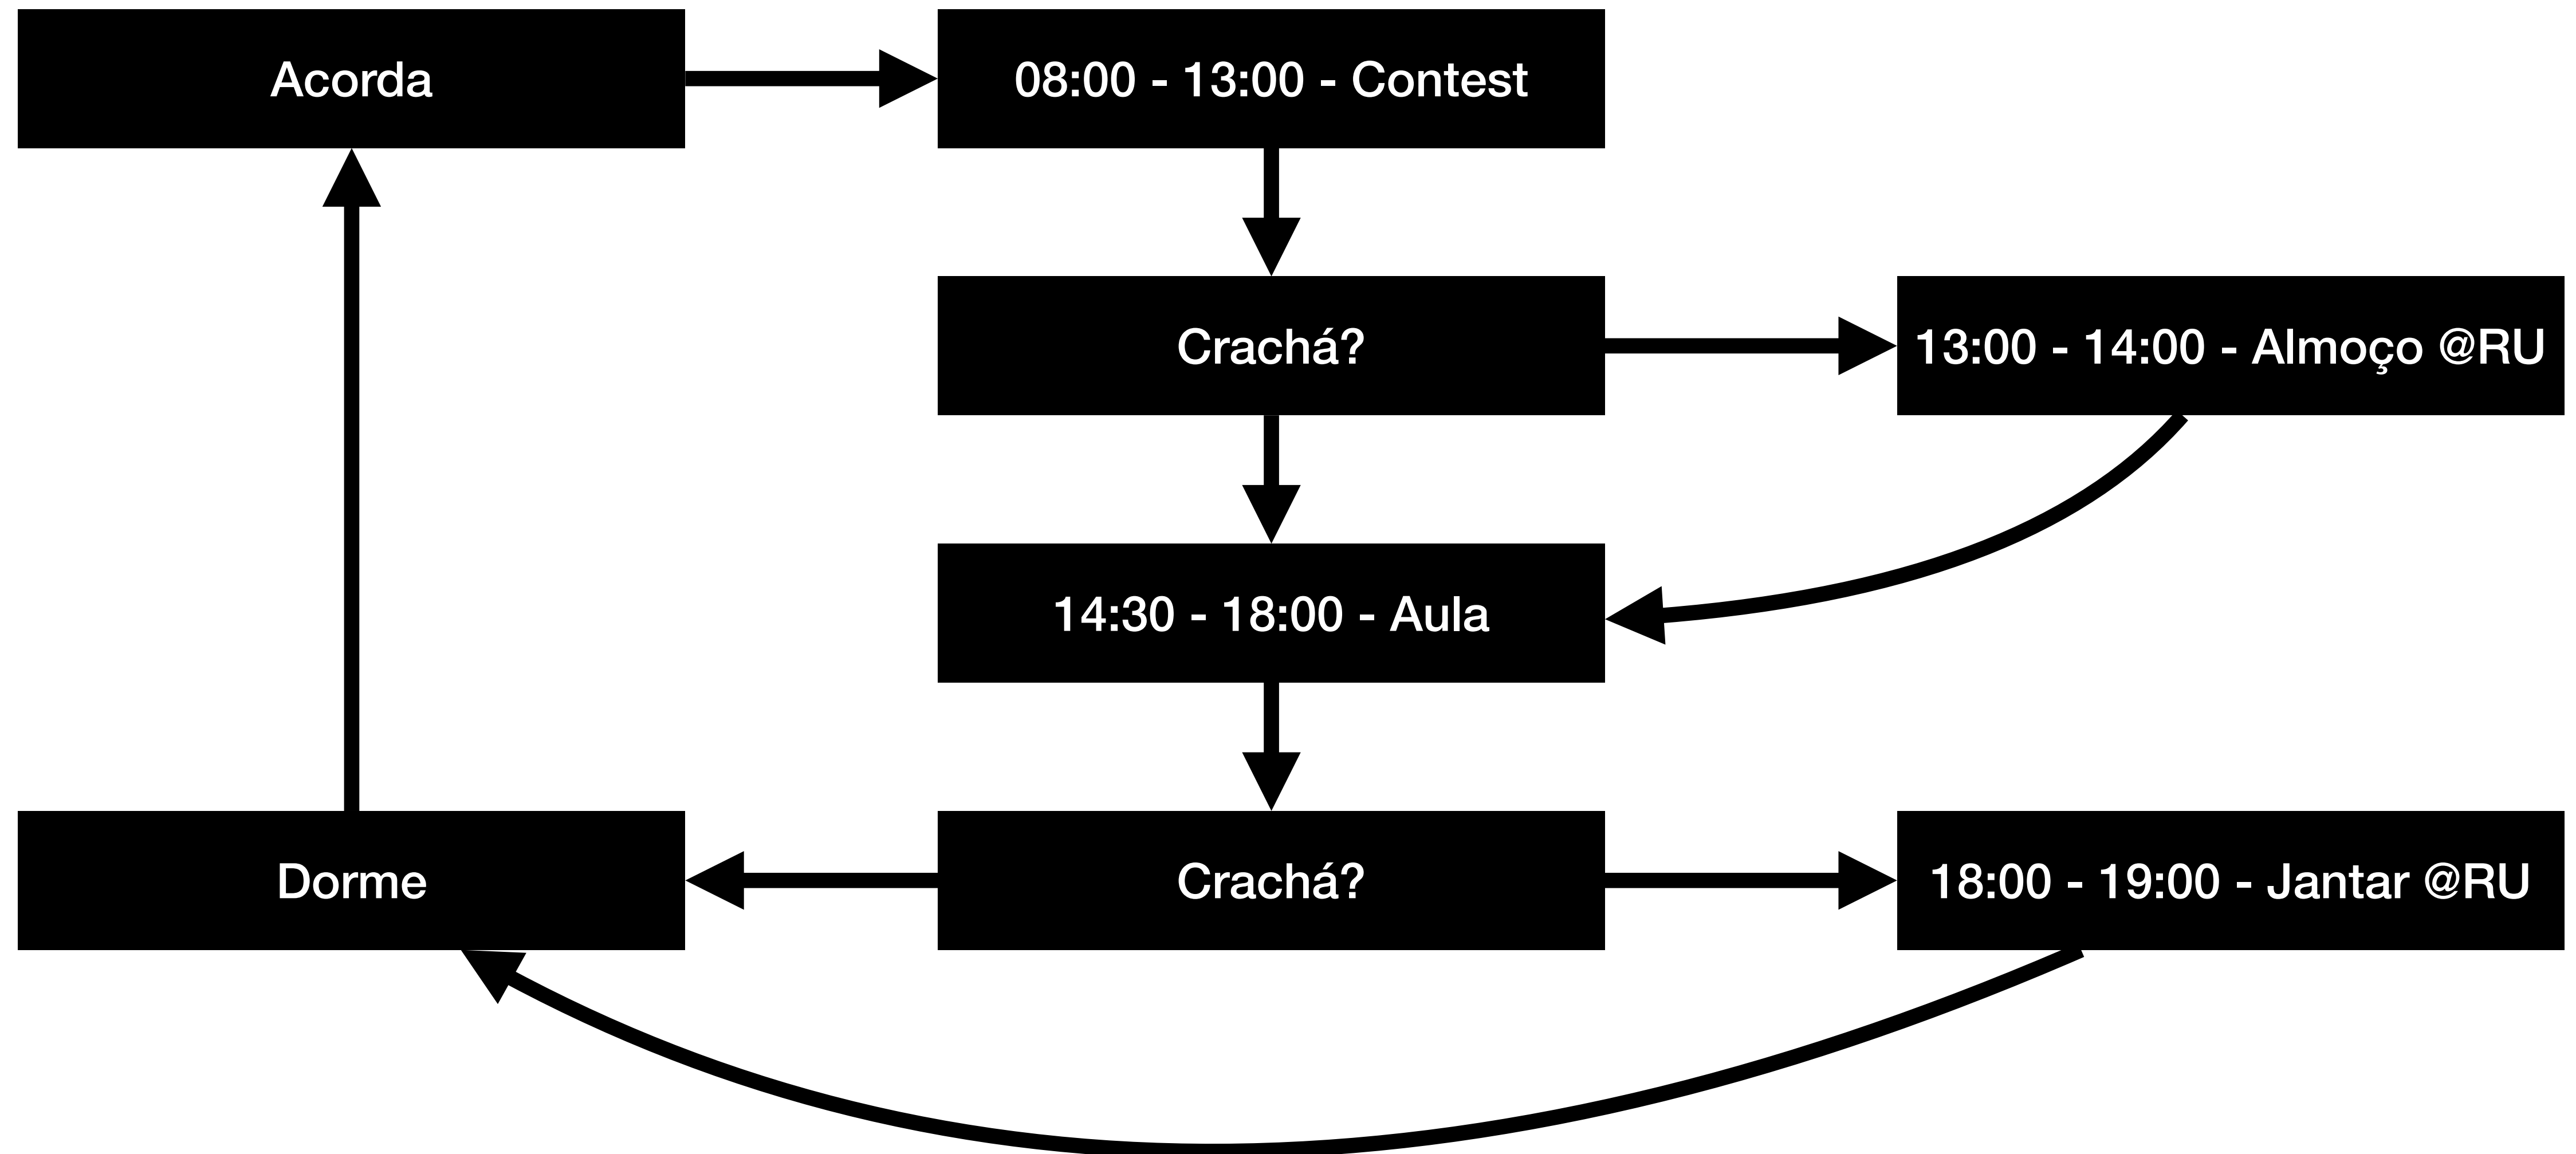 Acorda
08:00 - 13:00 - Contest
Crachá?
13:00 - 14:00 - Almoço @RU
14:30 - 18:00 - Aula
Dorme
Crachá?
18:00 - 19:00 - Jantar @RU